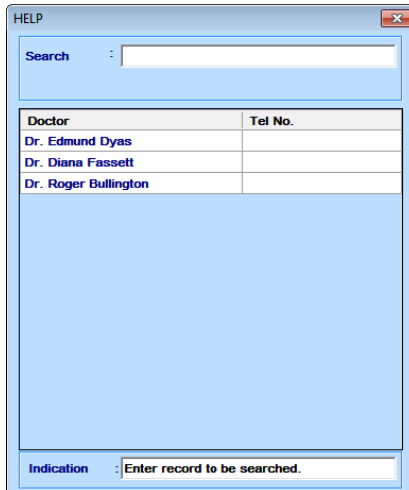 HELP
Search :
Doctor Tel No.
Dr. Edmund Dyas
Dr. Diana Fassett
Dr. Roger Bullington
Indication : Enter record to be searched.